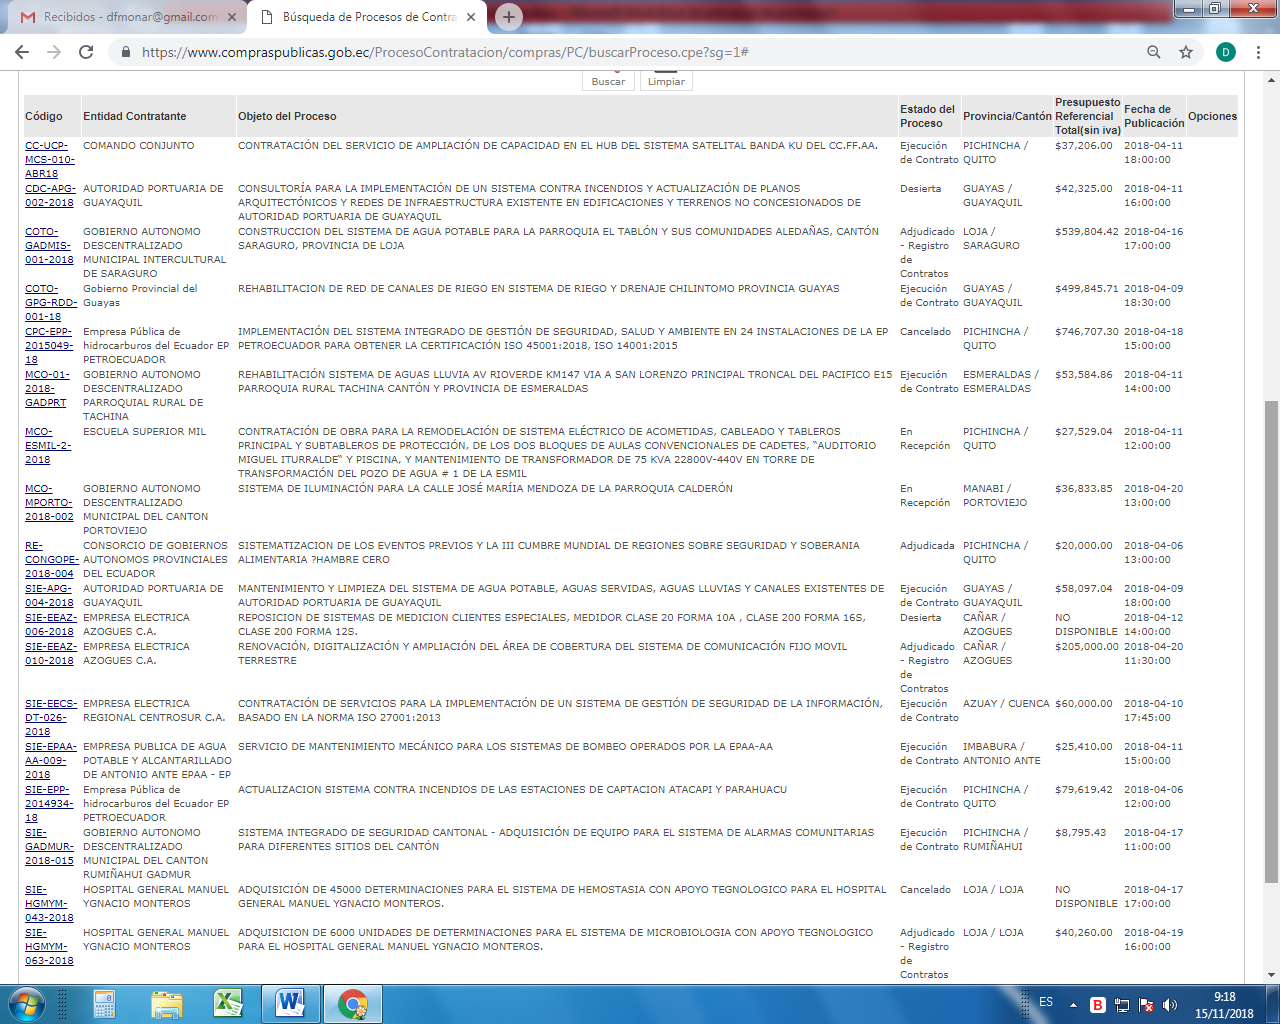 Recibidos - dfmonar@gmail.com
Búsqueda de Procesos de Contra
https://www.compraspublicas.gob.ec/ProcesoContratacion/compras/PC/buscarProceso.cpe?sg=1#
D
Buscar Limpiar
Código Entidad Contratante Objeto del Proceso Estado del Proceso Provincia/Cantón Presupuesto Referencial Total(sin iva) Fecha de Publicación Opciones
CC-UCP-MCS-010-ABR18 COMANDO CONJUNTO CONTRATACIÓN DEL SERVICIO DE AMPLIACIÓN DE CAPACIDAD EN EL HUB DEL SISTEMA SATELITAL BANDA KU DEL CC.FF.AA. Ejecución de Contrato PICHINCHA / QUITO $37,206.00 2018-04-11 18:00:00
CDC-APG-002-2018 AUTORIDAD PORTUARIA DE GUAYAQUIL CONSULTORÍA PARA LA IMPLEMENTACIÓN DE UN SISTEMA CONTRA INCENDIOS Y ACTUALIZACIÓN DE PLANOS ARQUITECTÓNICOS Y REDES DE INFRAESTRUCTURA EXISTENTE EN EDIFICACIONES Y TERRENOS NO CONCESIONADOS DE AUTORIDAD PORTUARIA DE GUAYAQUIL Desierta GUAYAS / GUAYAQUIL $42,325.00 2018-04-11 16:00:00
COTO-GADMIS-001-2018 GOBIERNO AUTONOMO DESCENTRALIZADO MUNICIPAL INTERCULTURAL DE SARAGURO CONSTRUCCION DEL SISTEMA DE AGUA POTABLE PARA LA PARROQUIA EL TABLÓN Y SUS COMUNIDADES ALEDAÑAS, CANTÓN SARAGURO, PROVINCIA DE LOJA Adjudicado - Registro de Contratos LOJA / SARAGURO $539,804.42 2018-04-16 17:00:00
COTO-GPG-RDD-001-18 Gobierno Provincial del Guayas REHABILITACION DE RED DE CANALES DE RIEGO EN SISTEMA DE RIEGO Y DRENAJE CHILINTOMO PROVINCIA GUAYAS Ejecución de Contrato GUAYAS / GUAYAQUIL $499,845.71 2018-04-09 18:30:00
CPC-EPP-2015049-18 Empresa Pública de hidrocarburos del Ecuador EP PETROECUADOR IMPLEMENTACIÓN DEL SISTEMA INTEGRADO DE GESTIÓN DE SEGURIDAD, SALUD Y AMBIENTE EN 24 INSTALACIONES DE LA EP PETROECUADOR PARA OBTENER LA CERTIFICACIÓN ISO 45001:2018, ISO 14001:2015 Cancelado PICHINCHA / QUITO $746,707.30 2018-04-18 15:00:00
MCO-01-2018-GADPRT GOBIERNO AUTONOMO DESCENTRALIZADO PARROQUIAL RURAL DE TACHINA REHABILITACIÓN SISTEMA DE AGUAS LLUVIA AV RIOVERDE KM147 VIA A SAN LORENZO PRINCIPAL TRONCAL DEL PACIFICO E15 PARROQUIA RURAL TACHINA CANTÓN Y PROVINCIA DE ESMERALDAS Ejecución de Contrato ESMERALDAS / ESMERALDAS $53,584.86 2018-04-11 14:00:00
MCO-ESMIL-2-2018 ESCUELA SUPERIOR MIL CONTRATACIÓN DE OBRA PARA LA REMODELACIÓN DE SISTEMA ELÉCTRICO DE ACOMETIDAS, CABLEADO Y TABLEROS PRINCIPAL Y SUBTABLEROS DE PROTECCIÓN, DE LOS DOS BLOQUES DE AULAS CONVENCIONALES DE CADETES, "AUDITORIO MIGUEL ITURRALDE" Y PISCINA, Y MANTENIMIENTO DE TRANSFORMADOR DE 75 KVA 22800V-440V EN TORRE DE TRANSFORMACIÓN DEL POZO DE AGUA # 1 DE LA ESMIL En Recepción PICHINCHA / QUITO $27,529.04 2018-04-11 12:00:00
MCO-MPORTO-2018-002 GOBIERNO AUTONOMO DESCENTRALIZADO MUNICIPAL DEL CANTON PORTOVIEJO SISTEMA DE ILUMINACIÓN PARA LA CALLE JOSÉ MARÍIA MENDOZA DE LA PARROQUIA CALDERÓN En Recepción MANABI / PORTOVIEJO $36,833.85 2018-04-20 13:00:00
RE-CONGOPE-2018-004 CONSORCIO DE GOBIERNOS AUTONOMOS PROVINCIALES DEL ECUADOR SISTEMATIZACION DE LOS EVENTOS PREVIOS Y LA III CUMBRE MUNDIAL DE REGIONES SOBRE SEGURIDAD Y SOBERANIA ALIMENTARIA ?HAMBRE CERO Adjudicada PICHINCHA / QUITO $20,000.00 2018-04-06 13:00:00
SIE-APG-004-2018 AUTORIDAD PORTUARIA DE GUAYAQUIL MANTENIMIENTO Y LIMPIEZA DEL SISTEMA DE AGUA POTABLE, AGUAS SERVIDAS, AGUAS LLUVIAS Y CANALES EXISTENTES DE AUTORIDAD PORTUARIA DE GUAYAQUIL Ejecución de Contrato GUAYAS / GUAYAQUIL $58,097.04 2018-04-09 18:00:00
SIE-EEAZ-006-2018 EMPRESA ELECTRICA AZOGUES C.A. REPOSICION DE SISTEMAS DE MEDICION CLIENTES ESPECIALES, MEDIDOR CLASE 20 FORMA 10A , CLASE 200 FORMA 16S, CLASE 200 FORMA 12S. Desierta CAÑAR / AZOGUES NO DISPONIBLE 2018-04-12 14:00:00
SIE-EEAZ-010-2018 EMPRESA ELECTRICA AZOGUES C.A. RENOVACIÓN, DIGITALIZACIÓN Y AMPLIACIÓN DEL ÁREA DE COBERTURA DEL SISTEMA DE COMUNICACIÓN FIJO MOVIL TERRESTRE Adjudicado - Registro de Contratos CAÑAR / AZOGUES $205,000.00 2018-04-20 11:30:00
SIE-EECS-DT-026-2018 EMPRESA ELECTRICA REGIONAL CENTROSUR C.A. CONTRATACIÓN DE SERVICIOS PARA LA IMPLEMENTACIÓN DE UN SISTEMA DE GESTIÓN DE SEGURIDAD DE LA INFORMACIÓN, BASADO EN LA NORMA ISO 27001:2013 Ejecución de Contrato AZUAY / CUENCA $60,000.00 2018-04-10 17:45:00
SIE-EPAA-AA-009-2018 EMPRESA PUBLICA DE AGUA POTABLE Y ALCANTARILLADO DE ANTONIO ANTE EPAA - EP SERVICIO DE MANTENIMIENTO MECÁNICO PARA LOS SISTEMAS DE BOMBEO OPERADOS POR LA EPAA-AA Ejecución de Contrato IMBABURA / ANTONIO ANTE $25,410.00 2018-04-11 15:00:00
SIE-EPP-2014934-18 Empresa Pública de hidrocarburos del Ecuador EP PETROECUADOR ACTUALIZACION SISTEMA CONTRA INCENDIOS DE LAS ESTACIONES DE CAPTACION ATACAPI Y PARAHUACU Ejecución de Contrato PICHINCHA / QUITO $79,619.42 2018-04-06 12:00:00
SIE-GADMUR-2018-015 GOBIERNO AUTONOMO DESCENTRALIZADO MUNICIPAL DEL CANTON RUMIÑAHUI GADMUR SISTEMA INTEGRADO DE SEGURIDAD CANTONAL - ADQUISICIÓN DE EQUIPO PARA EL SISTEMA DE ALARMAS COMUNITARIAS PARA DIFERENTES SITIOS DEL CANTÓN Ejecución de Contrato PICHINCHA / RUMIÑAHUI $8,795.43 2018-04-17 11:00:00
SIE-HGMYM-043-2018 HOSPITAL GENERAL MANUEL YGNACIO MONTEROS ADQUISICIÓN DE 45000 DETERMINACIONES PARA EL SISTEMA DE HEMOSTASIA CON APOYO TEGNOLOGICO PARA EL HOSPITAL GENERAL MANUEL YGNACIO MONTEROS. Cancelado LOJA / LOJA NO DISPONIBLE 2018-04-17 17:00:00
SIE-HGMYM-063-2018 HOSPITAL GENERAL MANUEL YGNACIO MONTEROS ADQUISICION DE 6000 UNIDADES DE DETERMINACIONES PARA EL SISTEMA DE MICROBIOLOGIA CON APOYO TEGNOLOGICO PARA EL HOSPITAL GENERAL MANUEL YGNACIO MONTEROS. Adjudicado - Registro de Contratos LOJA / LOJA $40,260.00 2018-04-19 16:00:00
ES
B
9:18
15/11/2018